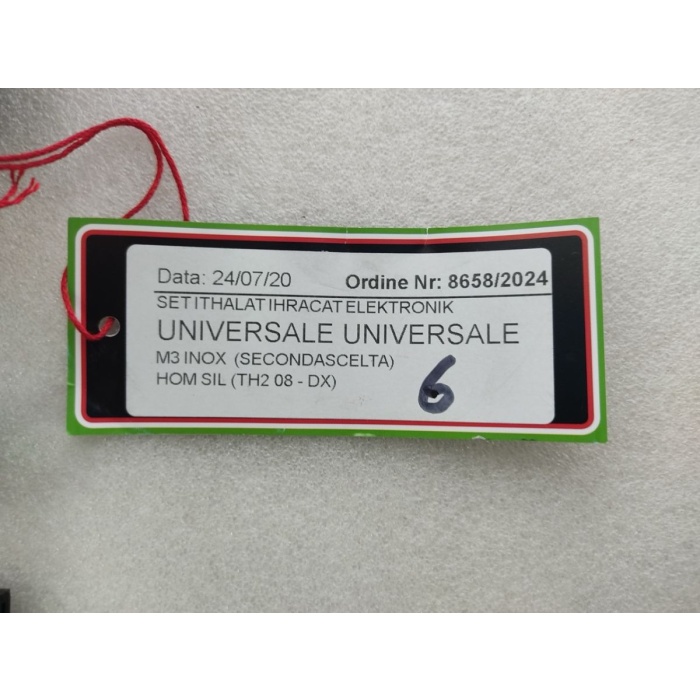 Data: 24/07/20 Ordine Nr: 8658/2024
SET ITHALAT IHRACAT ELEKTRONIK
UNIVERSALE UNIVERSALE
M3 INOX (SECONDASCELTA)
HOM SIL (TH2 08 - DX)
6